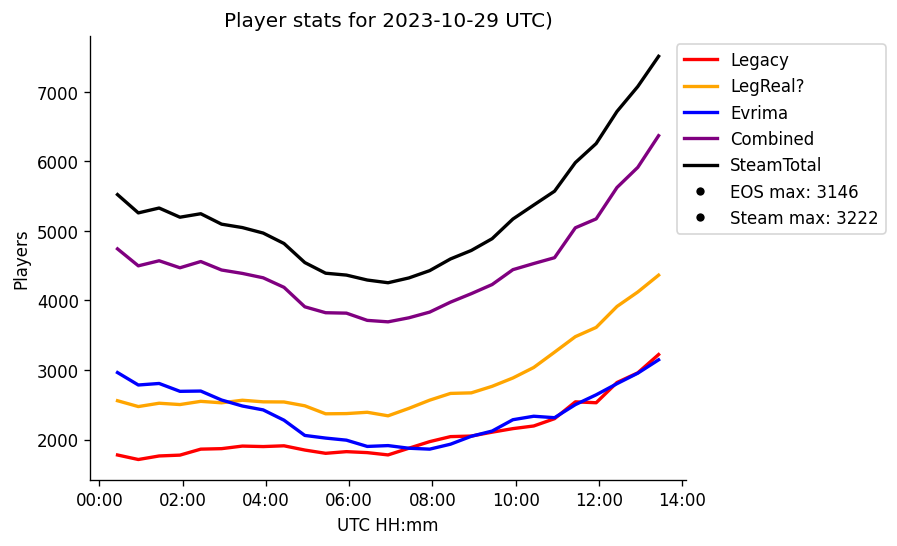 Player stats for 2023-10-29 UTC)
Players
7000
6000
5000
4000
3000
2000
00:00
02:00
04:00
06:00
08:00
10:00
12:00
14:00
UTC HH:mm
Legacy
LegReal?
Evrima
Combined
SteamTotal
EOS max: 3146
Steam max: 3222